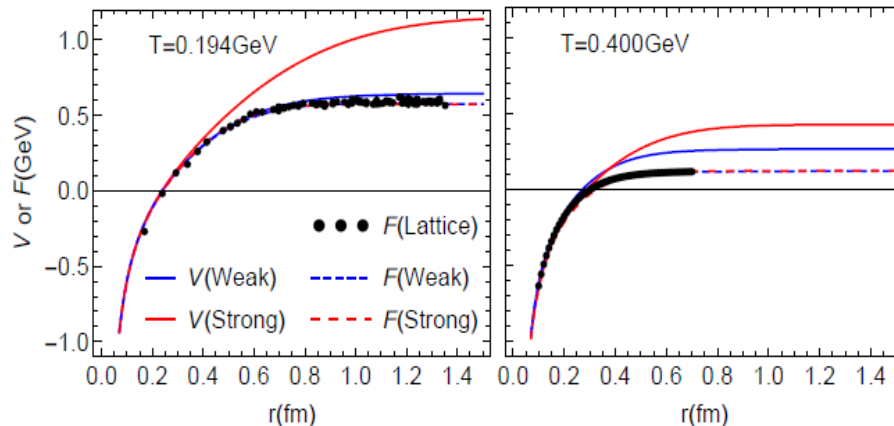 T=0.194GeV
T=0.400GeV
V or F(GeV)
1.0
0.5
0.0
−0.5
−1.0
F(Lattice)
V(Weak)
F(Weak)
V(Strong)
F(Strong)
0.0 0.2 0.4 0.6 0.8 1.0 1.2 1.4
0.0 0.2 0.4 0.6 0.8 1.0 1.2 1.4
r(fm)
r(fm)